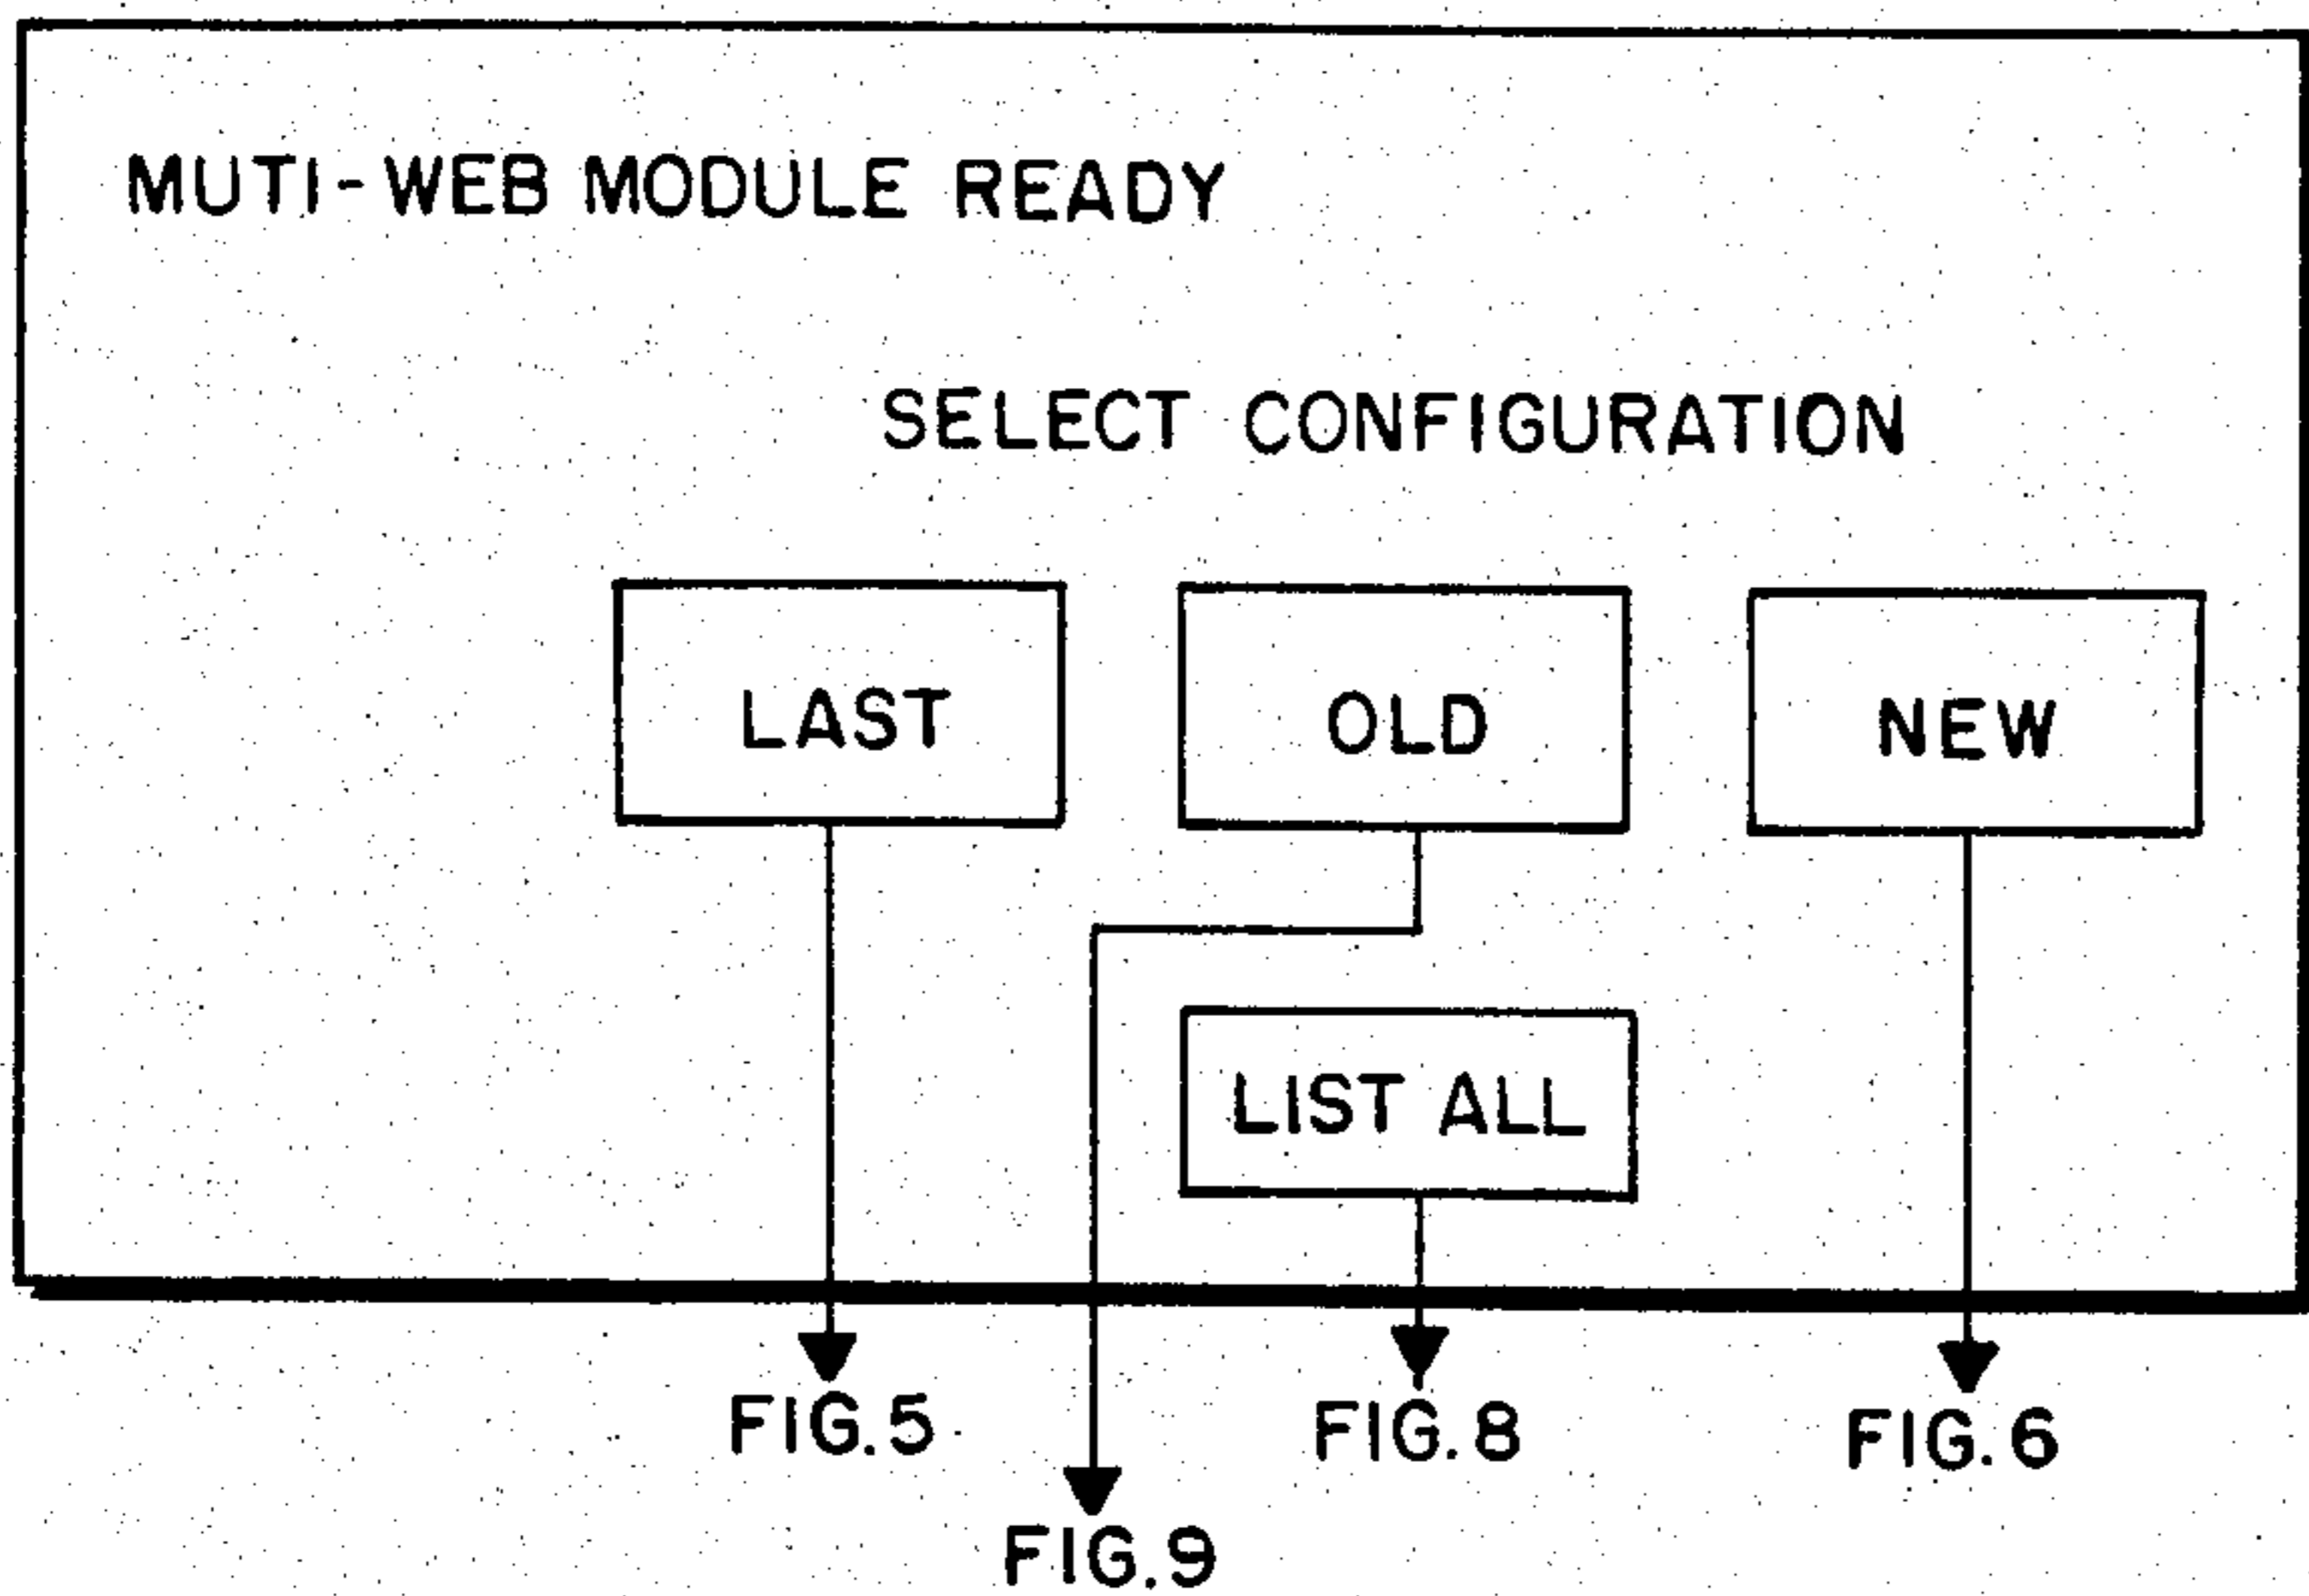 MUTI-WEB MODULE READY
SELECT CONFIGURATION
LAST
OLD
NEW
LIST ALL
FIG.5
FIG.8
FIG.6
FIG.9